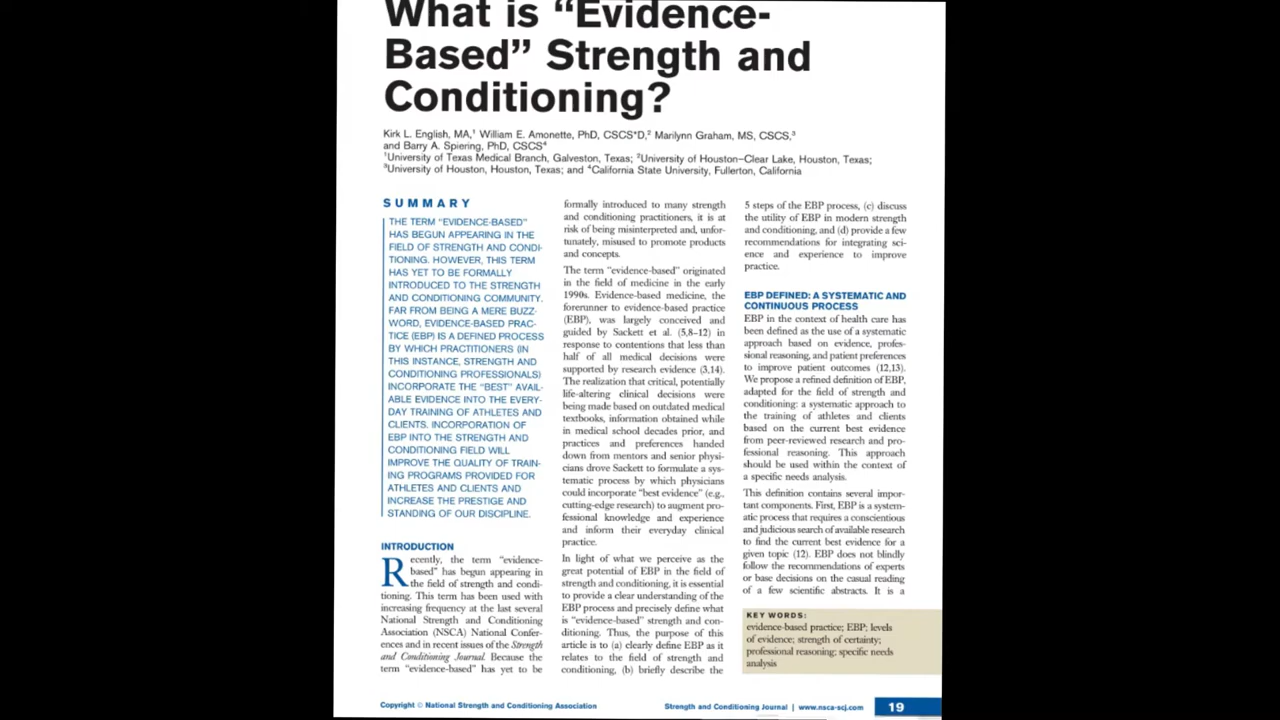 What is “Evidence-
Based” Strength and
Conditioning?
Kirk L. English, MA,¹ William E. Amonette, PhD, CSCS*D,² Marilynn Graham, MS, CSCS,³
and Barry A. Spiering, PhD, CSCS⁴
¹University of Texas Medical Branch, Galveston, Texas; ²University of Houston–Clear Lake, Houston, Texas;
³University of Houston, Houston, Texas; and ⁴California State University, Fullerton, California
SUMMARY
THE TERM “EVIDENCE-BASED”
HAS BEGUN APPEARING IN THE
FIELD OF STRENGTH AND CONDI-
TIONING. HOWEVER, THIS TERM
HAS YET TO BE FORMALLY
INTRODUCED TO THE STRENGTH
AND CONDITIONING COMMUNITY.
FAR FROM BEING A MERE BUZZ-
WORD, EVIDENCE-BASED PRAC-
TICE (EBP) IS A DEFINED PROCESS
BY WHICH PRACTITIONERS (IN
THIS INSTANCE, STRENGTH AND
CONDITIONING PROFESSIONALS)
INCORPORATE THE “BEST” AVAIL-
ABLE EVIDENCE INTO THE EVERY-
DAY TRAINING OF ATHLETES AND
CLIENTS. INCORPORATION OF
EBP INTO THE STRENGTH AND
CONDITIONING FIELD WILL
IMPROVE THE QUALITY OF TRAIN-
ING PROGRAMS PROVIDED FOR
ATHLETES AND CLIENTS AND
INCREASE THE PRESTIGE AND
STANDING OF OUR DISCIPLINE.
INTRODUCTION
Recently, the term “evidence-
based” has begun appearing in
the field of strength and condi-
tioning. This term has been used with
increasing frequency at the last several
National Strength and Conditioning
Association (NSCA) National Confer-
ences and in recent issues of the Strength
and Conditioning Journal. Because the
term “evidence-based” has yet to be
formally introduced to many strength
and conditioning practitioners, it is at
risk of being misinterpreted and, unfor-
tunately, misused to promote products
and concepts.
The term “evidence-based” originated
in the field of medicine in the early
1990s. Evidence-based medicine, the
forerunner to evidence-based practice
(EBP), was largely conceived and
guided by Sackett et al. (5,8–12) in
response to contentions that less than
half of all medical decisions were
supported by research evidence (3,14).
The realization that critical, potentially
life-altering clinical decisions were
being made based on outdated medical
textbooks, information obtained while
in medical school decades prior, and
practices and preferences handed
down from mentors and senior physi-
cians drove Sackett to formulate a sys-
tematic process by which physicians
could incorporate “best evidence” (e.g.,
cutting-edge research) to augment pro-
fessional knowledge and experience
and inform their everyday clinical
practice.
In light of what we perceive as the
great potential of EBP in the field of
strength and conditioning, it is essential
to provide a clear understanding of the
EBP process and precisely define what
is “evidence-based” strength and con-
ditioning. Thus, the purpose of this
article is to (a) clearly define EBP as it
relates to the field of strength and
conditioning, (b) briefly describe the
5 steps of the EBP process, (c) discuss
the utility of EBP in modern strength
and conditioning, and (d) provide a few
recommendations for integrating sci-
ence and experience to improve
practice.
EBP DEFINED: A SYSTEMATIC AND
CONTINUOUS PROCESS
EBP in the context of health care has
been defined as the use of a systematic
approach based on evidence, profes-
sional reasoning, and patient preferences
to improve patient outcomes (12,13).
We propose a refined definition of EBP,
adapted for the field of strength and
conditioning: a systematic approach to
the training of athletes and clients
based on the current best evidence
from peer-reviewed research and pro-
fessional reasoning. This approach
should be used within the context of
a specific needs analysis.
This definition contains several impor-
tant components. First, EBP is a system-
atic process that requires a conscientious
and judicious search of available research
to find the current best evidence for a
given topic (12). EBP does not blindly
follow the recommendations of experts
or base decisions on the casual reading
of a few scientific abstracts. It is a
KEY WORDS:
evidence-based practice; EBP; levels
of evidence; strength of certainty;
professional reasoning; specific needs
analysis
Copyright © National Strength and Conditioning Association
Strength and Conditioning Journal | www.nsca-scj.com 19